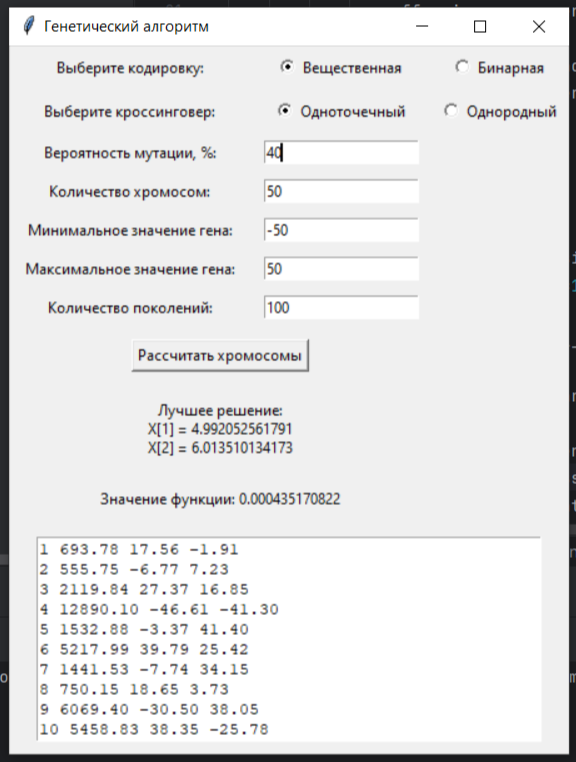 Генетический алгоритм
Выберите кодировку: Вещественная Бинарная
Выберите кроссинговер: Одноточечный Однородный
Вероятность мутации, %: 40
Количество хромосом: 50
Минимальное значение гена: -50
Максимальное значение гена: 50
Количество поколений: 100
Рассчитать хромосомы
Лучшее решение:
X[1] = 4.992052561791
X[2] = 6.013510134173
Значение функции: 0.000435170822
1 693.78 17.56 -1.91
2 555.75 -6.77 7.23
3 2119.84 27.37 16.85
4 12890.10 -46.61 -41.30
5 1532.88 -3.37 41.40
6 5217.99 39.79 25.42
7 1441.53 -7.74 34.15
8 750.15 18.65 3.73
9 6069.40 -30.50 38.05
10 5458.83 38.35 -25.78